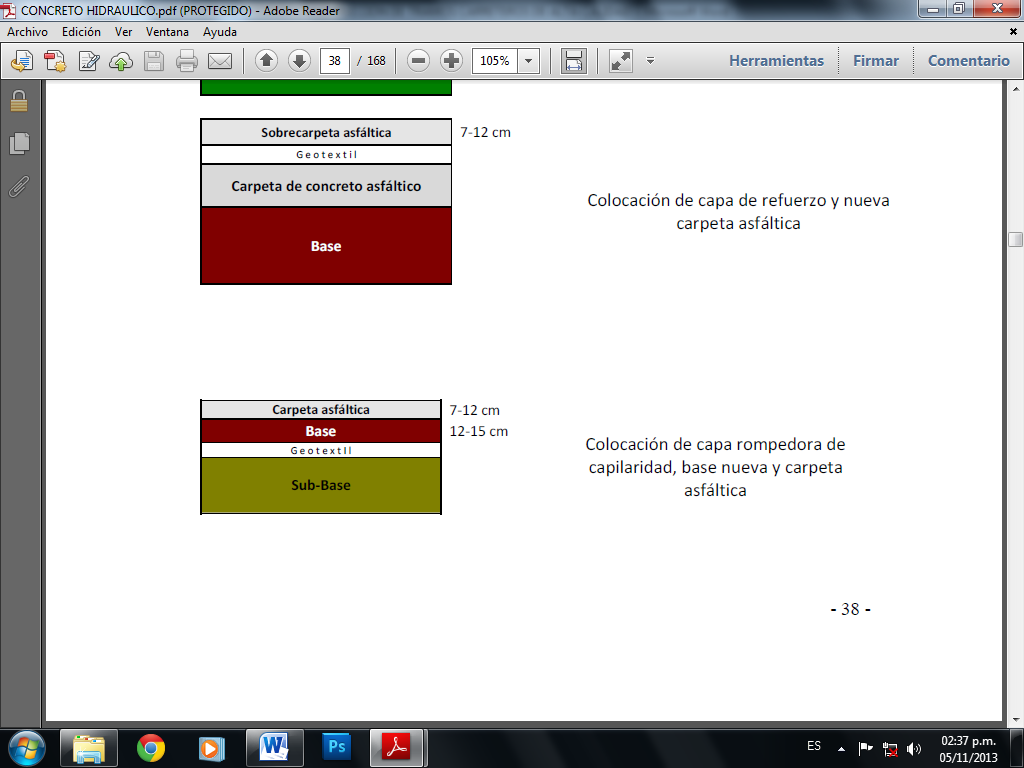 CONCRETO HIDRAULICO.pdf (PROTEGIDO) - Adobe Reader
Archivo Edición Ver Ventana Ayuda
38 / 168 105% Herramientas Firmar Comentario
Sobrecarpeta asfáltica 7-12 cm
Geotextil
Carpeta de concreto asfáltico
Base
Colocación de capa de refuerzo y nueva
carpeta asfáltica
Carpeta asfáltica 7-12 cm
Base 12-15 cm
GeotextIl
Sub-Base
Colocación de capa rompedora de
capilaridad, base nueva y carpeta
asfáltica
- 38 -
W Ps ES 02:37 p.m.
05/11/2013